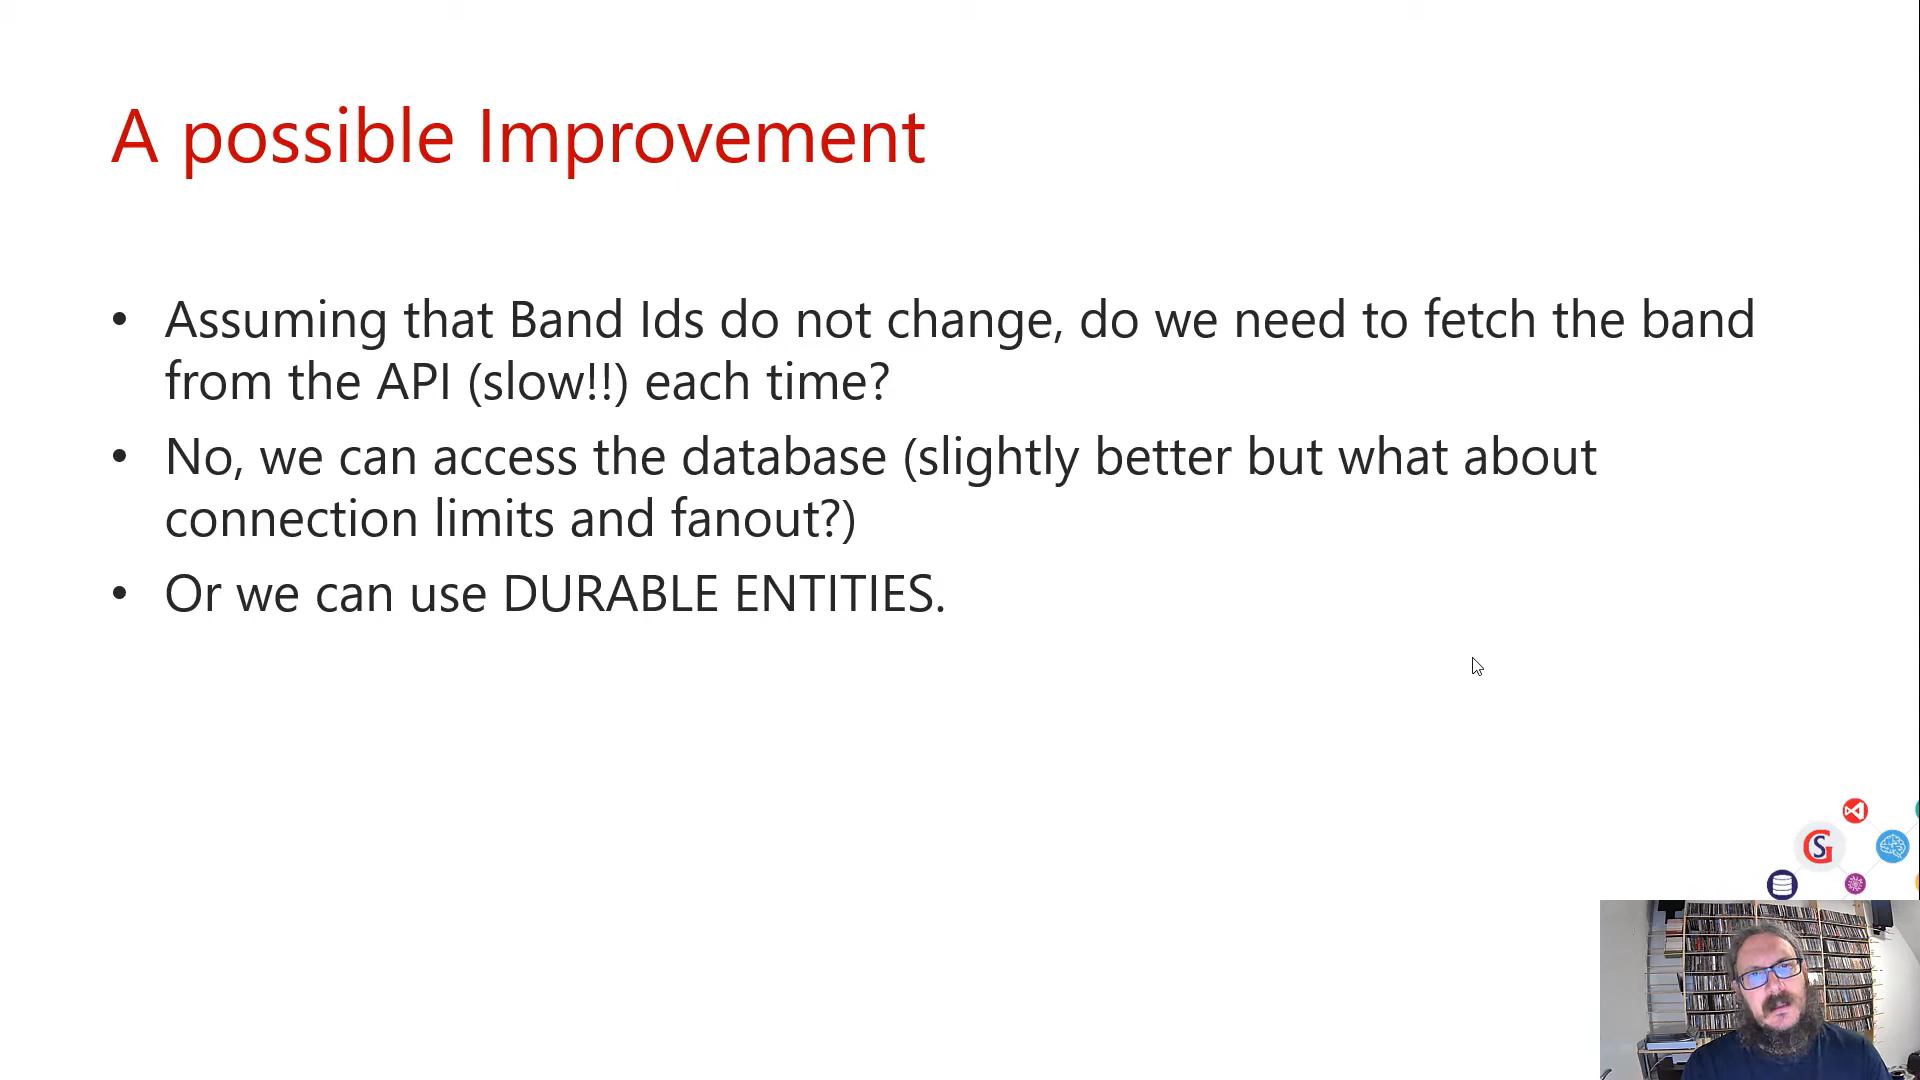 A possible Improvement
• Assuming that Band Ids do not change, do we need to fetch the band
from the API (slow!!) each time?
• No, we can access the database (slightly better but what about
connection limits and fanout?)
• Or we can use DURABLE ENTITIES.